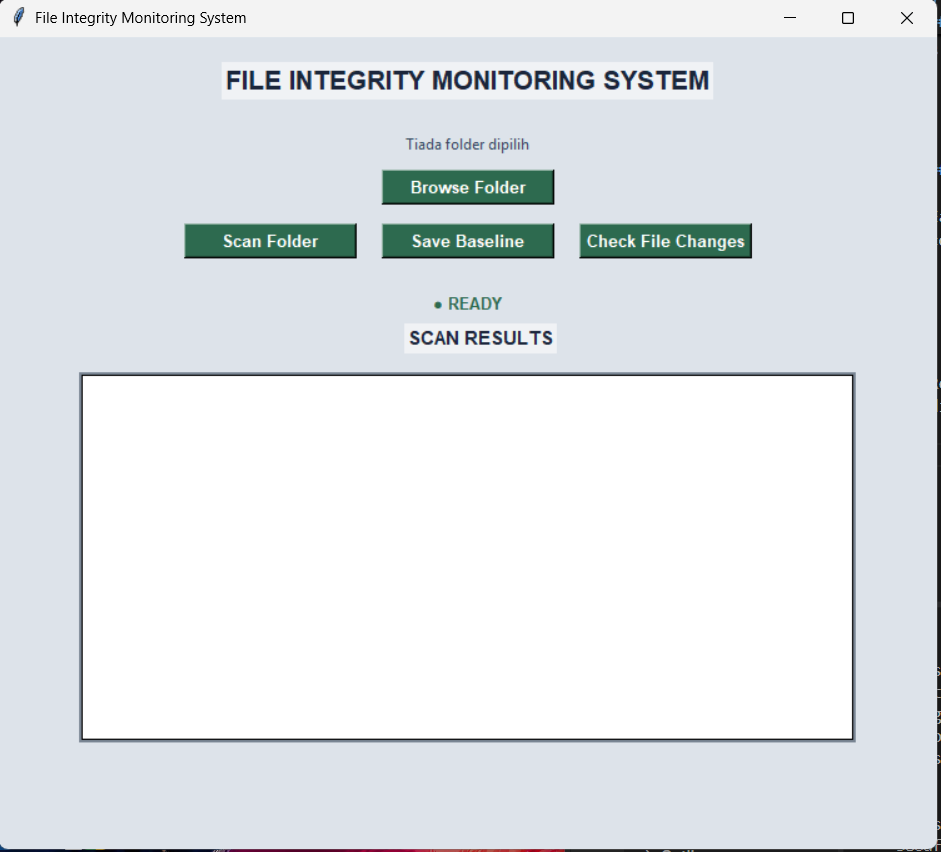 File Integrity Monitoring System
FILE INTEGRITY MONITORING SYSTEM
Tiada folder dipilih
Browse Folder
Scan Folder Save Baseline Check File Changes
● READY
SCAN RESULTS